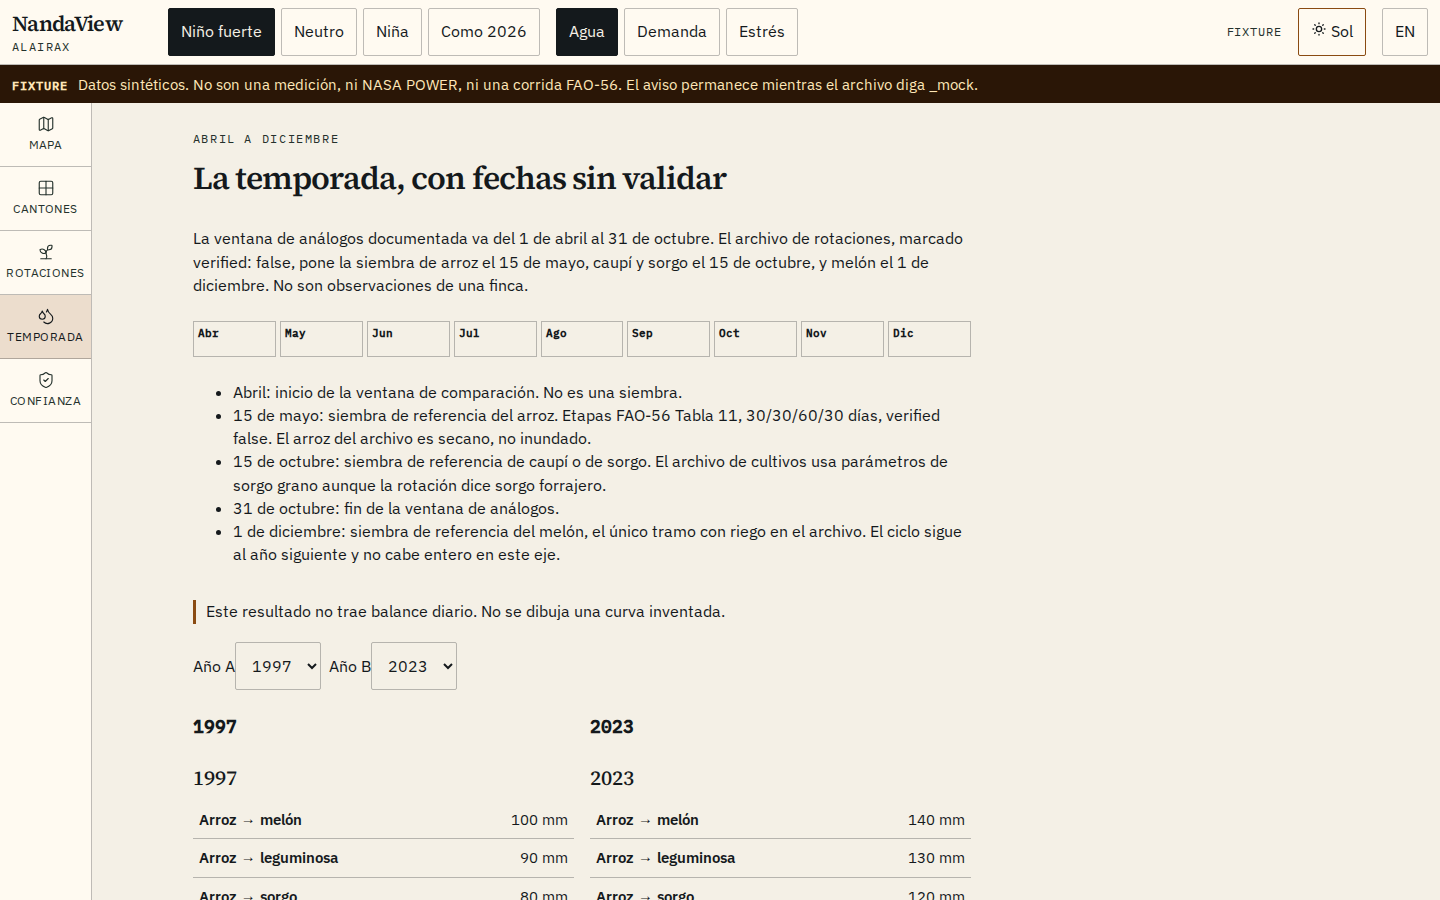 NandaView
ALAIRAX
Niño fuerte Neutro Niña Como 2026 Agua Demanda Estrés
FIXTURE Sol EN
FIXTURE Datos sintéticos. No son una medición, ni NASA POWER, ni una corrida FAO-56. El aviso permanece mientras el archivo diga _mock.
MAPA
CANTONES
ROTACIONES
TEMPORADA
CONFIANZA
ABRIL A DICIEMBRE
La temporada, con fechas sin validar
La ventana de análogos documentada va del 1 de abril al 31 de octubre. El archivo de rotaciones, marcado
verified: false, pone la siembra de arroz el 15 de mayo, caupí y sorgo el 15 de octubre, y melón el 1 de
diciembre. No son observaciones de una finca.
Abr May Jun Jul Ago Sep Oct Nov Dic
• Abril: inicio de la ventana de comparación. No es una siembra.
• 15 de mayo: siembra de referencia del arroz. Etapas FAO-56 Tabla 11, 30/30/60/30 días, verified
false. El arroz del archivo es secano, no inundado.
• 15 de octubre: siembra de referencia de caupí o de sorgo. El archivo de cultivos usa parámetros de
sorgo grano aunque la rotación dice sorgo forrajero.
• 31 de octubre: fin de la ventana de análogos.
• 1 de diciembre: siembra de referencia del melón, el único tramo con riego en el archivo. El ciclo sigue
al año siguiente y no cabe entero en este eje.
Este resultado no trae balance diario. No se dibuja una curva inventada.
Año A 1997 Año B 2023
1997 2023
1997 2023
Arroz → melón 100 mm Arroz → melón 140 mm
Arroz → leguminosa 90 mm Arroz → leguminosa 130 mm
Arroz → sorgo 80 mm Arroz → sorgo 120 mm